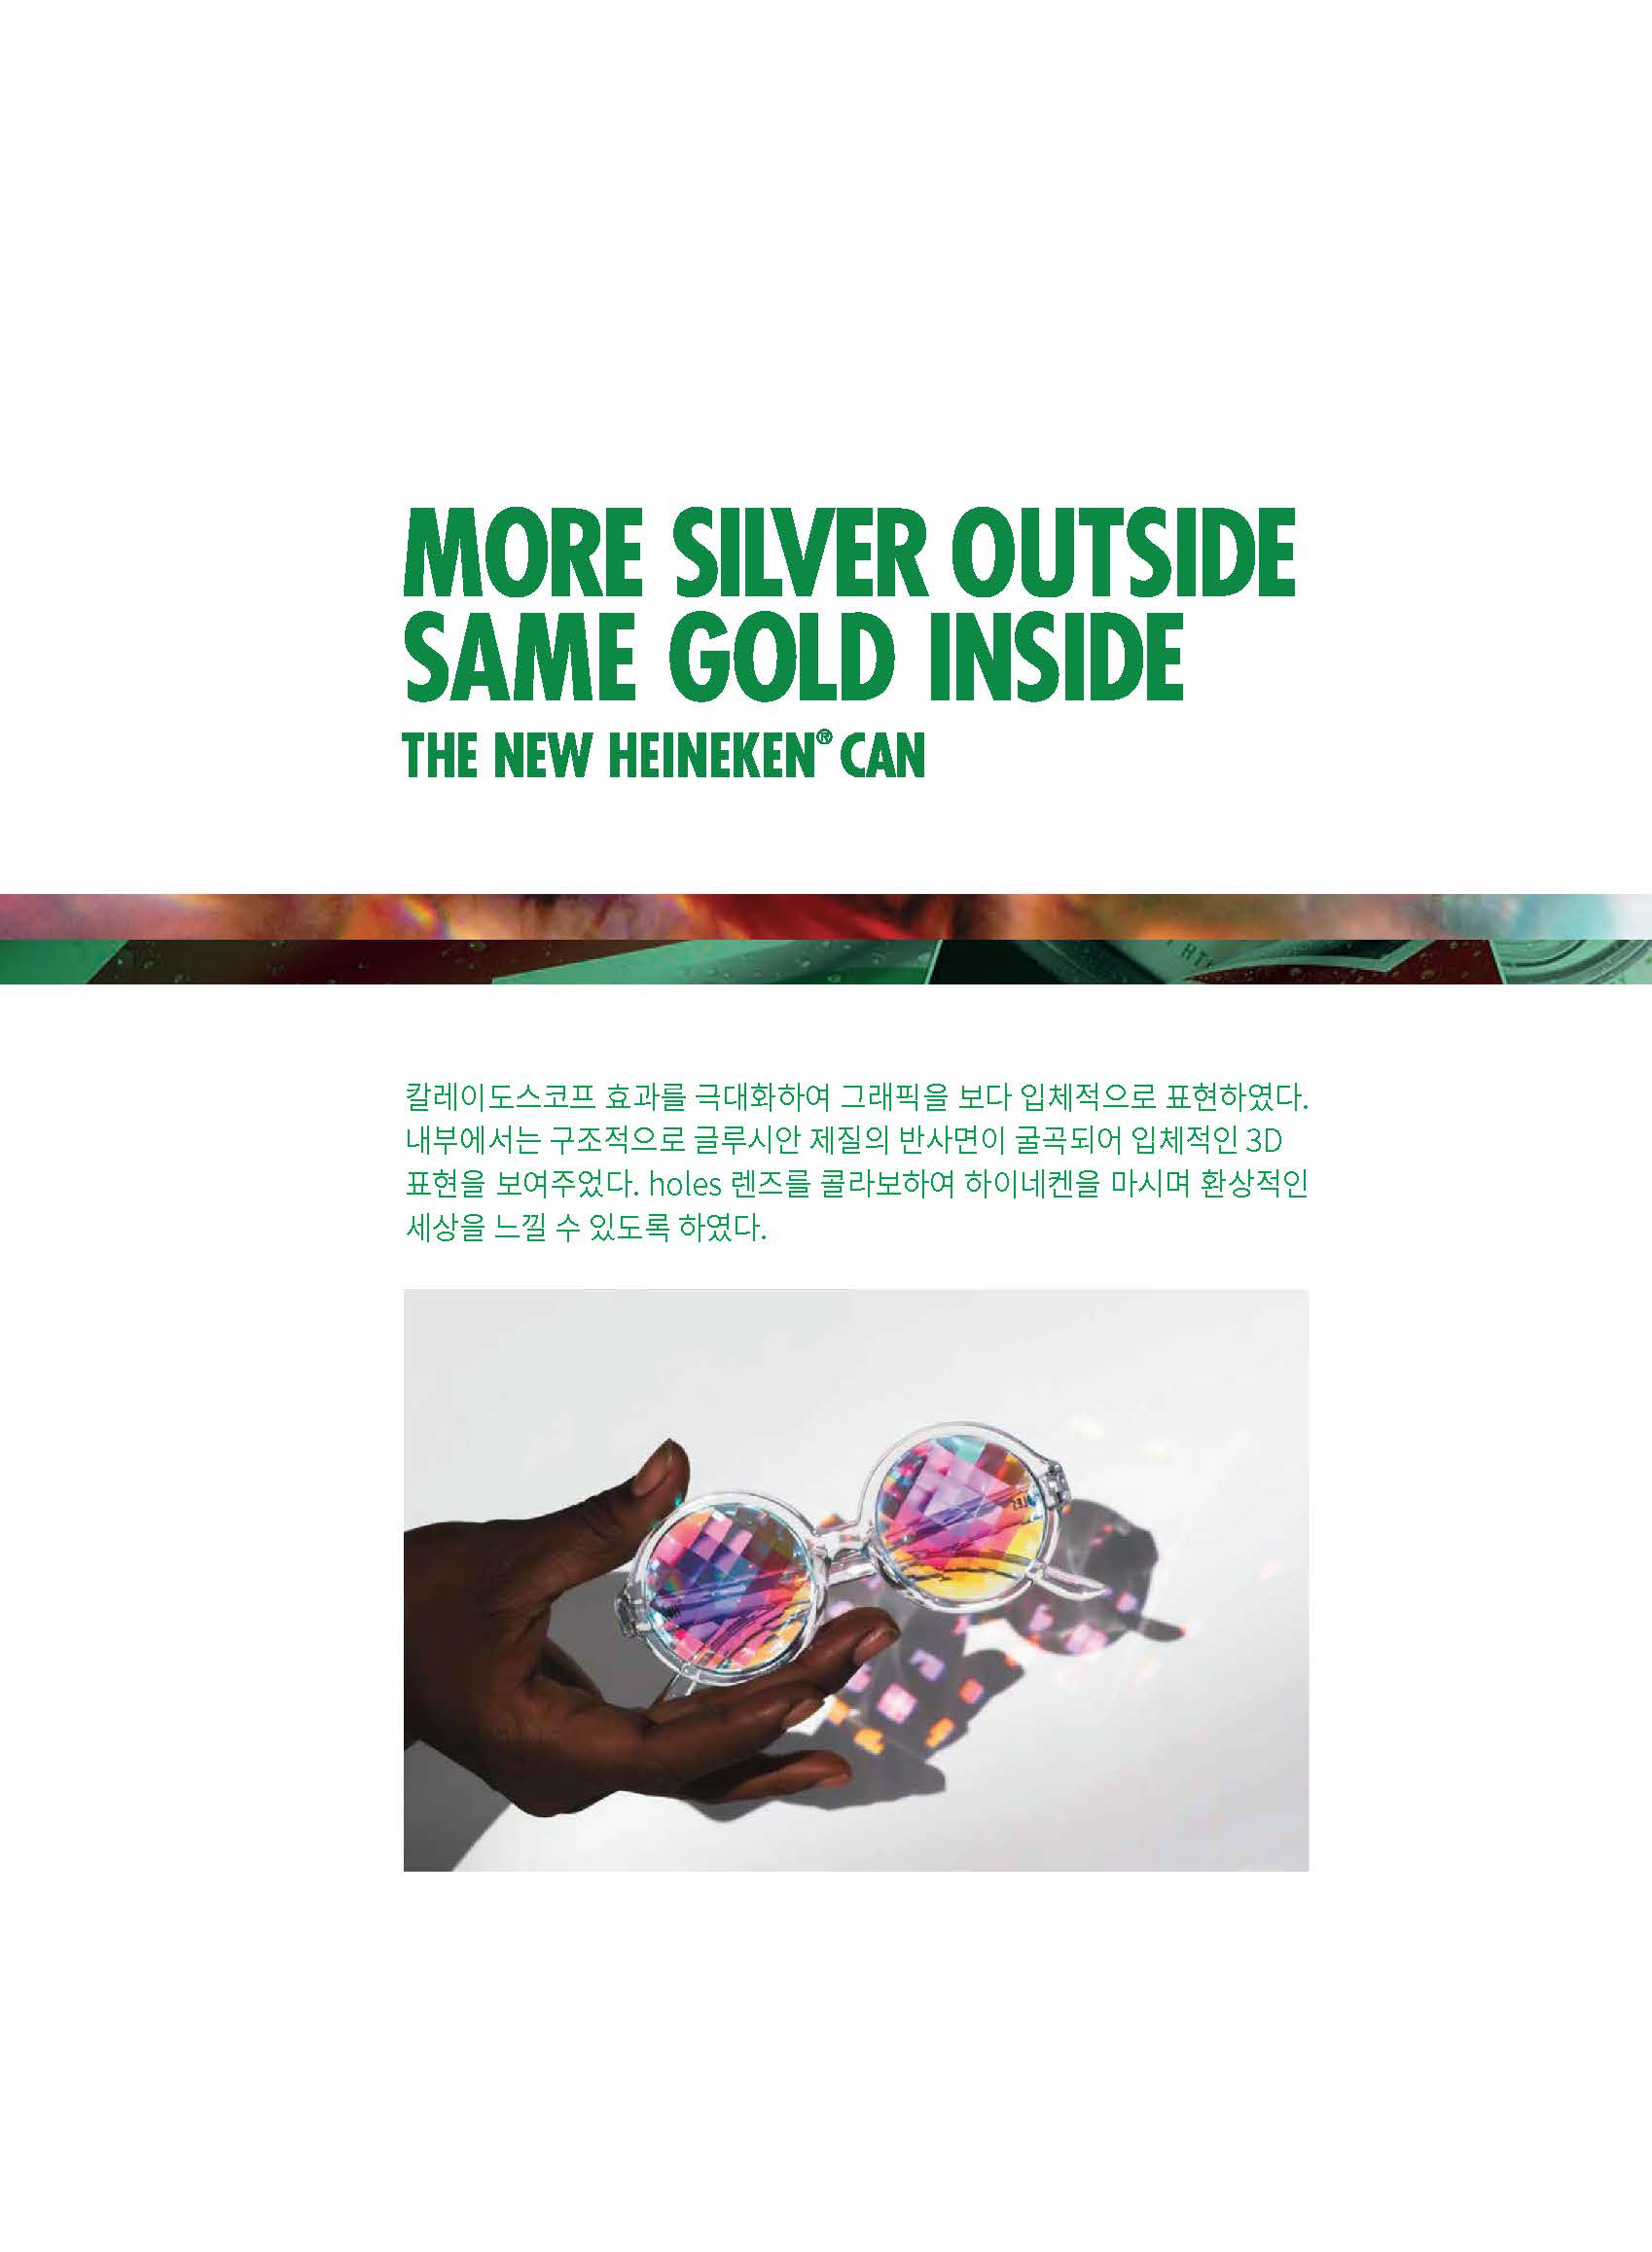 MORE SILVER OUTSIDE
SAME GOLD INSIDE
THE NEW HEINEKEN® CAN
칼레이도스코프 효과를 극대화하여 그래픽을 보다 입체적으로 표현하였다.
내부에서는 구조적으로 글루시안 제질의 반사면이 굴곡되어 입체적인 3D
표현을 보여주었다. holes 렌즈를 콜라보하여 하이네켄을 마시며 환상적인
세상을 느낄 수 있도록 하였다.